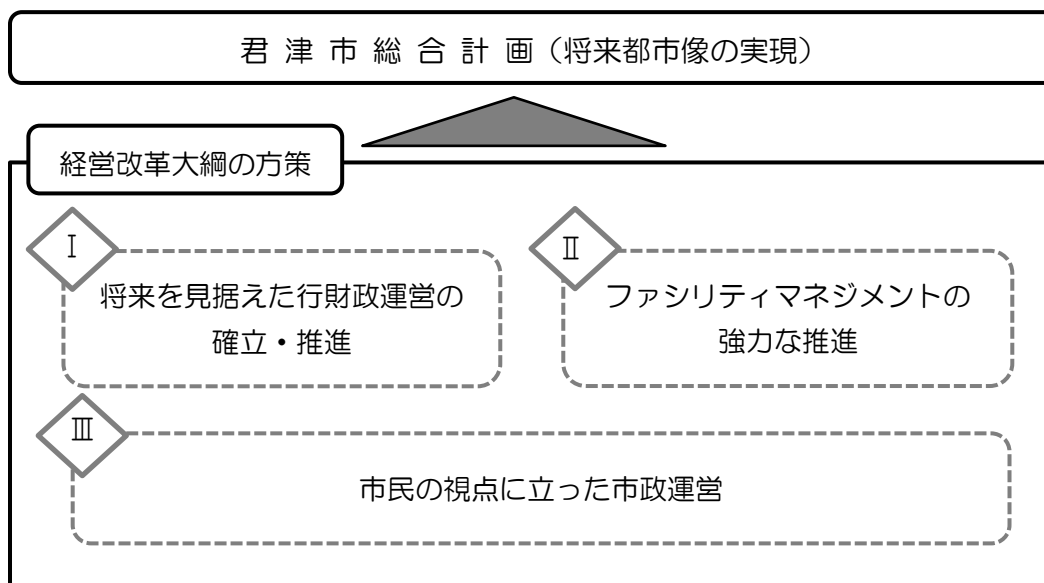 君津市総合計画（将来都市像の実現）
経営改革大綱の方策
Ⅰ
将来を見据えた行財政運営の
確立・推進
Ⅱ
ファシリティマネジメントの
強力な推進
Ⅲ
市民の視点に立った市政運営